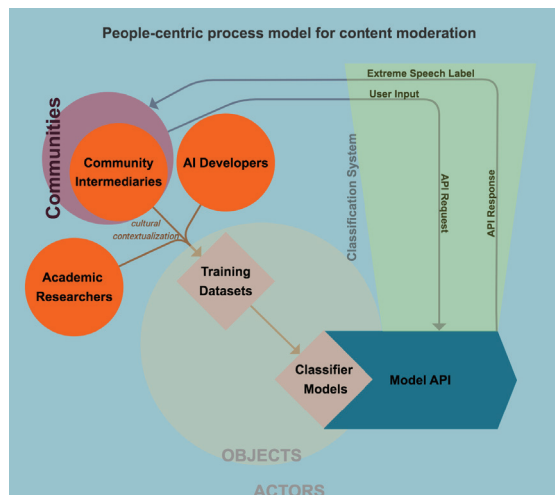 People-centric process model for content moderation
Extreme Speech Label
User Input
Communities
Community
Intermediaries
AI Developers
Classification System
API Request
API Response
cultural
contextualization
Academic
Researchers
Training
Datasets
Classifier
Models
Model API
OBJECTS
ACTORS